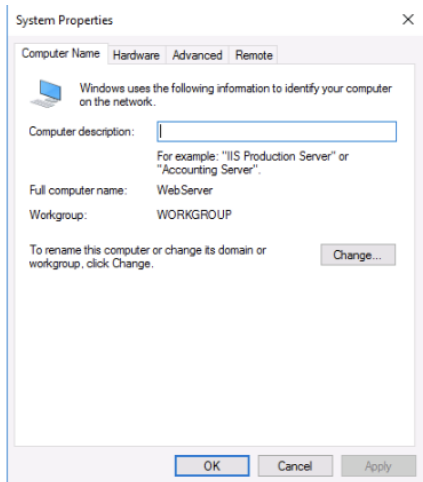 System Properties
Computer Name Hardware Advanced Remote
Windows uses the following information to identify your computer
on the network.
Computer description:
For example: "IIS Production Server" or
"Accounting Server".
Full computer name: WebServer
Workgroup: WORKGROUP
To rename this computer or change its domain or
workgroup, click Change.
Change...
OK Cancel Apply